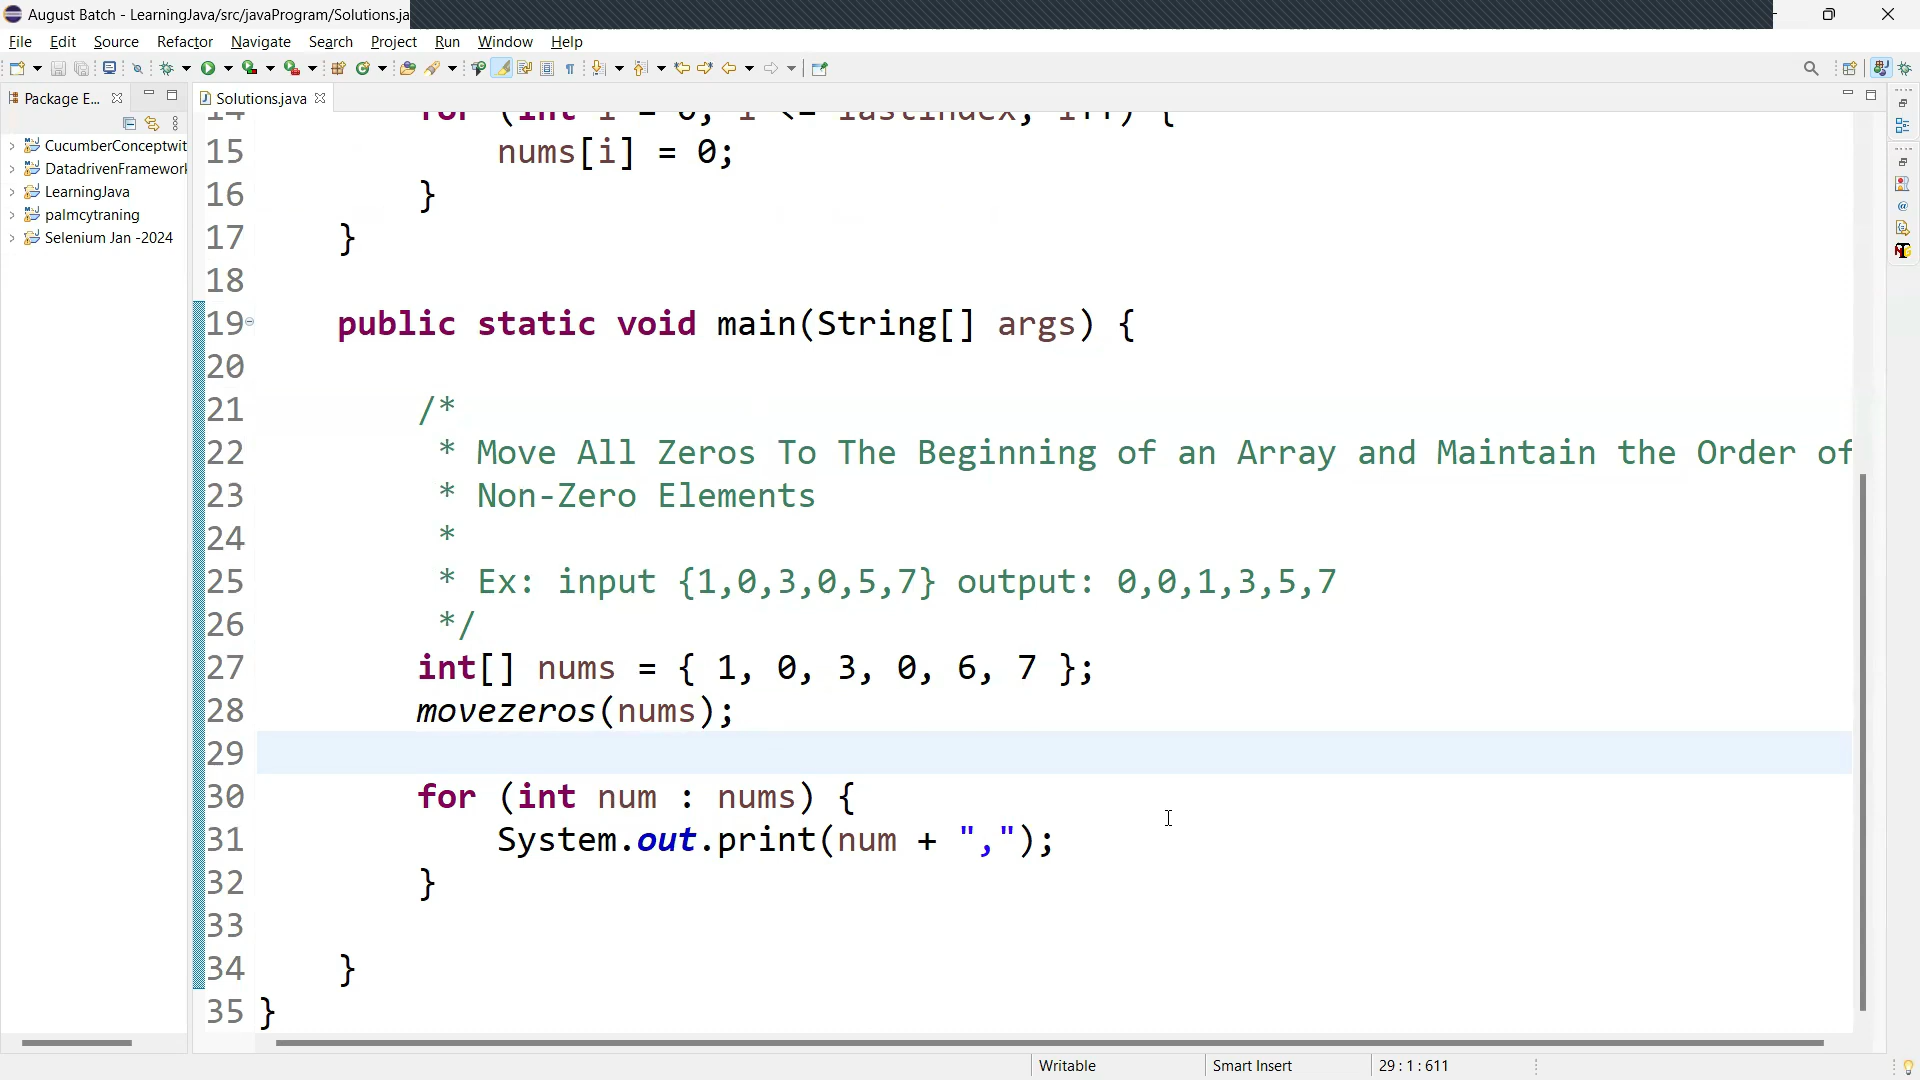 August Batch - LearningJava/src/javaProgram/Solutions.ja
File Edit Source Refactor Navigate Search Project Run Window Help
Package E...
Solutions.java
CucumberConceptwit
DatadrivenFramework
LearningJava
palmcytraning
Selenium Jan -2024
15 nums[i] = 0;
16 }
17 }
18
19 public static void main(String[] args) {
20
21 /*
22 * Move All Zeros To The Beginning of an Array and Maintain the Order of
23 * Non-Zero Elements
24 *
25 * Ex: input {1,0,3,0,5,7} output: 0,0,1,3,5,7
26 */
27 int[] nums = { 1, 0, 3, 0, 6, 7 };
28 movezeros(nums);
29
30 for (int num : nums) {
31 System.out.print(num + ",");
32 }
33
34 }
35 }
Writable Smart Insert 29 : 1 : 611